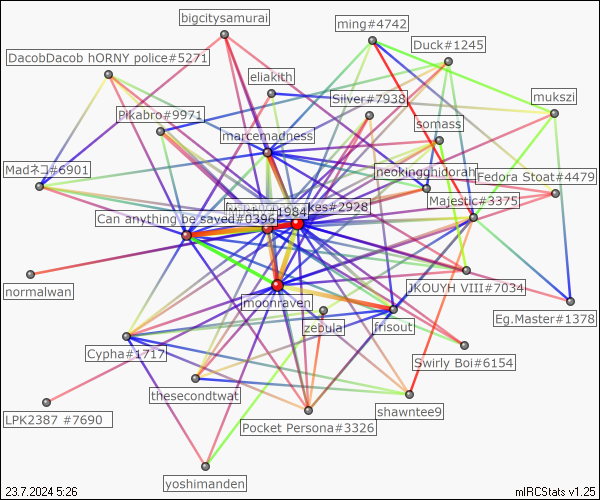 bigcitysamurai
ming#4742
Duck#1245
DacobDacob hORNY police#5271
eliakith
Silver#7938
mukszi
Pikabro#9971
somass
marcemadness
Madネコ#6901
neokingghidorah
Fedora Stoat#4479
kes#2928
1984
Majestic#3375
Can anything be saved#0396
normalwan
JKOUYH VIII#7034
moonraven
Eg.Master#1378
zebula
frisout
Cypha#1717
Swirly Boi#6154
thesecondtwat
shawntee9
LPK2387 #7690
Pocket Persona#3326
yoshimanden
23.7.2024 5:26
mIRCStats v1.25